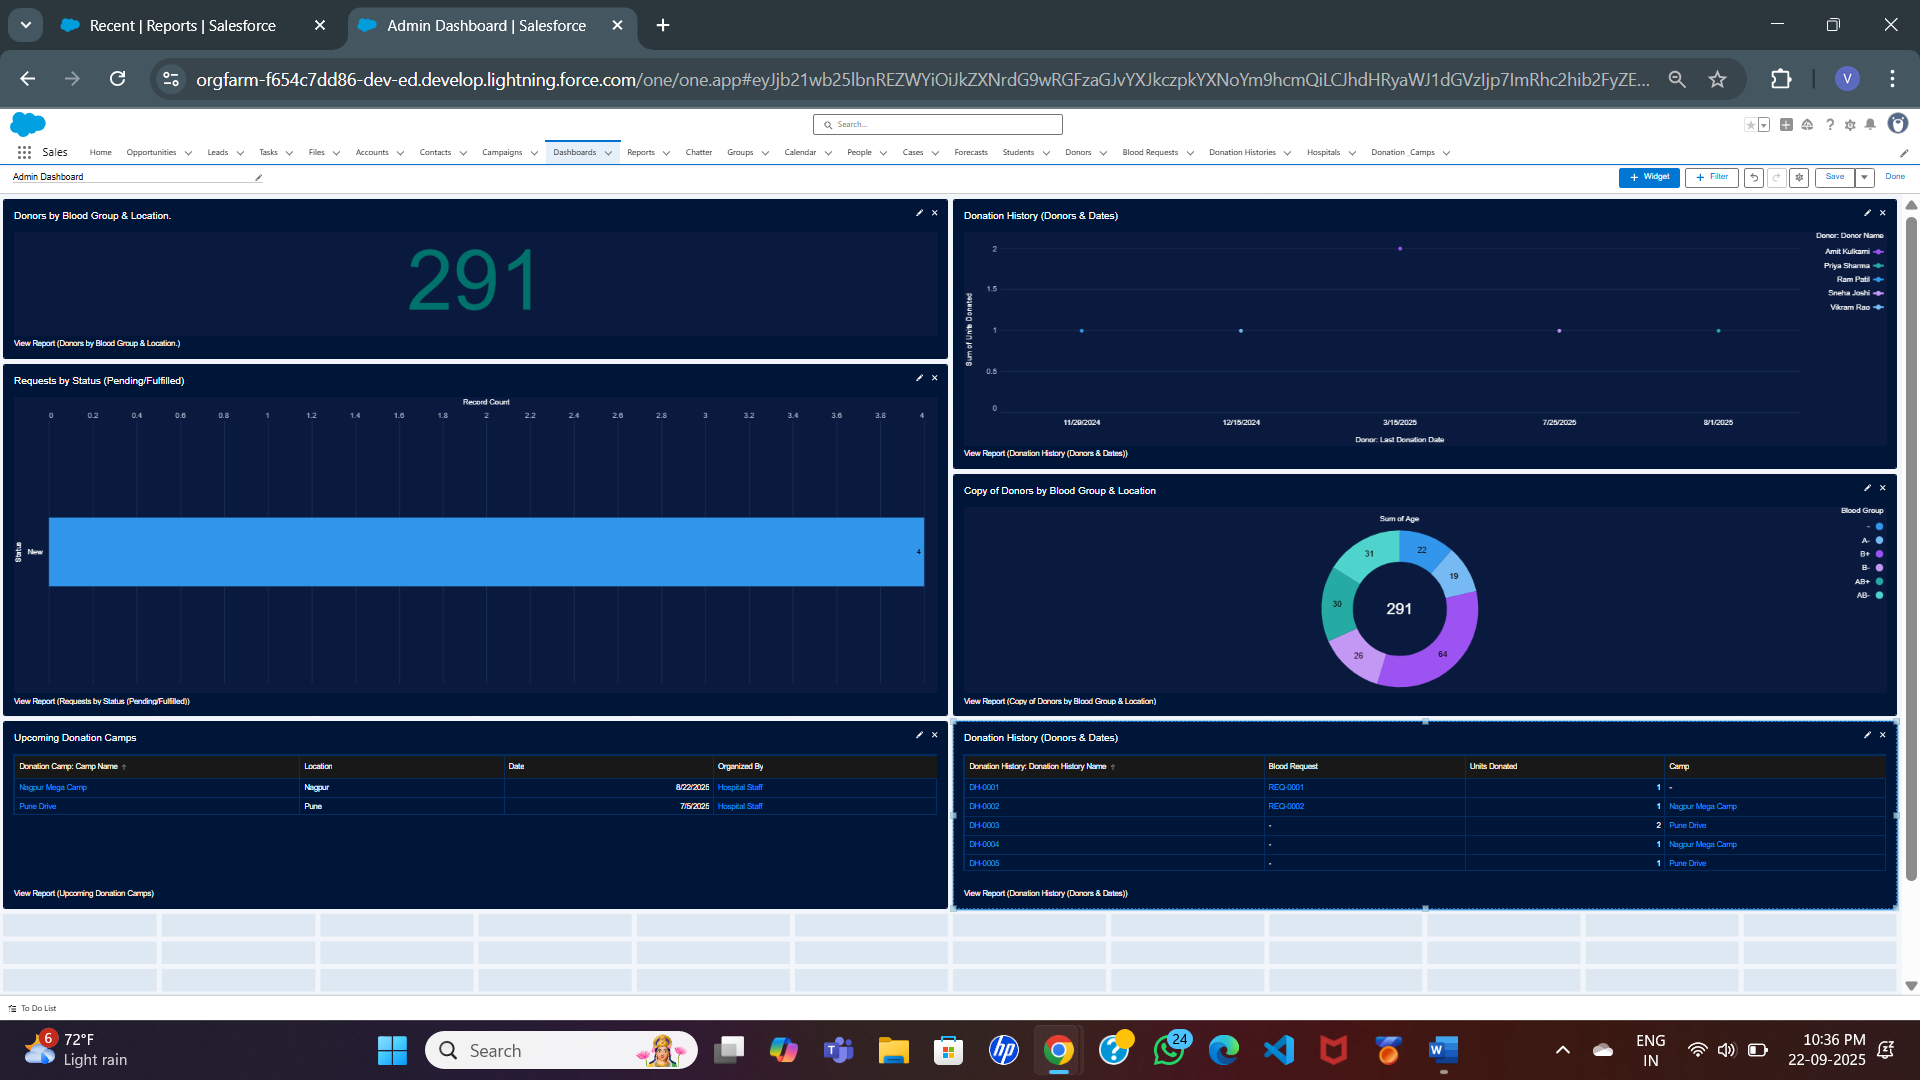 Recent | Reports | Salesforce
Admin Dashboard | Salesforce
orgfarm-f654c7dd86-dev-ed.develop.lightning.force.com/one/one.app#eyJjb21wb25lbnREZWYiOiJkZXNrdG9wRGFzaGJvYXJkczpkYXNoYm9hcmQiLCJhdHRyaWJ1dGVzIjp7ImRhc2hib2FyZE...
V
Search...
Sales Home Opportunities Leads Tasks Files Accounts Contacts Campaigns Dashboards Reports Chatter Groups Calendar People Cases Forecasts Students Donors Blood Requests Donation Histories Hospitals Donation_Camps
Admin Dashboard
+ Widget + Filter Save Done
Donors by Blood Group & Location.
291
View Report (Donors by Blood Group & Location.)
Donation History (Donors & Dates)
Donor: Donor Name
Amit Kulkarni
Priya Sharma
Ram Patil
Sneha Joshi
Vikram Rao
Sum of Units Donated
2
1.5
1
0.5
0
11/29/2024 12/15/2024 3/15/2025 7/25/2025 8/1/2025
Donor: Last Donation Date
View Report (Donation History (Donors & Dates))
Requests by Status (Pending/Fulfilled)
Record Count
0 0.2 0.4 0.6 0.8 1 1.2 1.4 1.6 1.8 2 2.2 2.4 2.6 2.8 3 3.2 3.4 3.6 3.8 4
Status
New
4
View Report (Requests by Status (Pending/Fulfilled))
Copy of Donors by Blood Group & Location
Sum of Age
Blood Group
-
A-
B+
B-
AB+
AB-
22
19
64
26
30
31
291
View Report (Copy of Donors by Blood Group & Location)
Upcoming Donation Camps
Donation Camp: Camp Name ↑ Location Date Organized By
Nagpur Mega Camp Nagpur 8/22/2025 Hospital Staff
Pune Drive Pune 7/5/2025 Hospital Staff
View Report (Upcoming Donation Camps)
Donation History (Donors & Dates)
Donation History: Donation History Name ↑ Blood Request Units Donated Camp
DH-0001 REQ-0001 1 -
DH-0002 REQ-0002 1 Nagpur Mega Camp
DH-0003 - 2 Pune Drive
DH-0004 - 1 Nagpur Mega Camp
DH-0005 - 1 Pune Drive
View Report (Donation History (Donors & Dates))
To Do List
6
72°F
Light rain
Search
24
ENG
IN
10:36 PM
22-09-2025